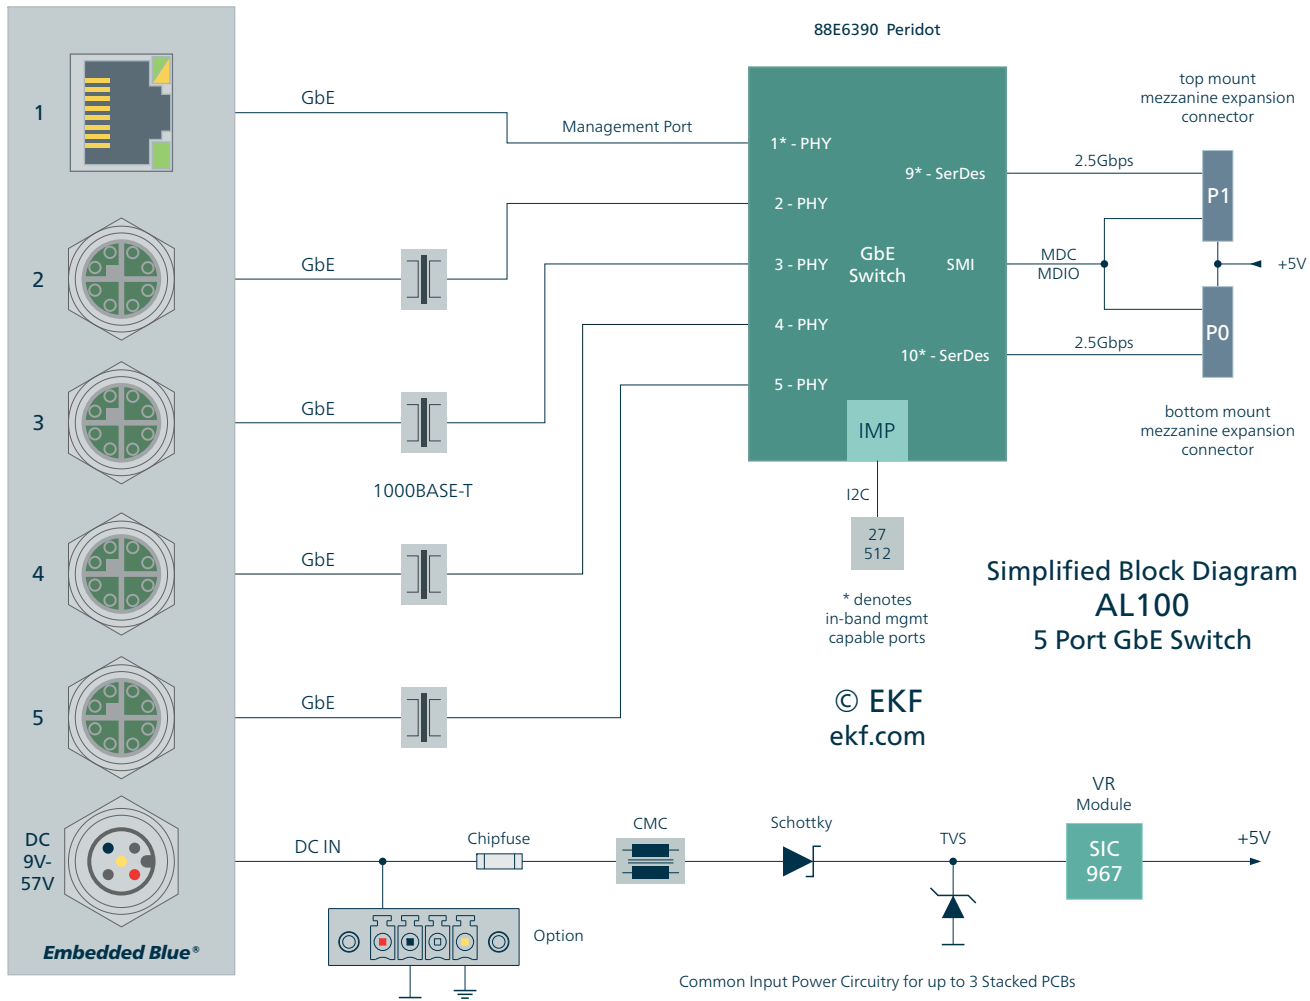 88E6390 Peridot
top mount
mezzanine expansion
connector
1
GbE
Management Port
1* - PHY
9* - SerDes
2.5Gbps
P1
2
GbE
2 - PHY
3 - PHY
GbE
Switch
SMI
MDC
MDIO
+5V
4 - PHY
10* - SerDes
2.5Gbps
P0
5 - PHY
3
GbE
IMP
bottom mount
mezzanine expansion
connector
1000BASE-T
I2C
27
512
4
GbE
* denotes
in-band mgmt
capable ports
Simplified Block Diagram
AL100
5 Port GbE Switch
5
GbE
© EKF
ekf.com
DC
9V-
57V
DC IN
Chipfuse
CMC
Schottky
TVS
VR
Module
SIC
967
+5V
Option
Embedded Blue®
Common Input Power Circuitry for up to 3 Stacked PCBs